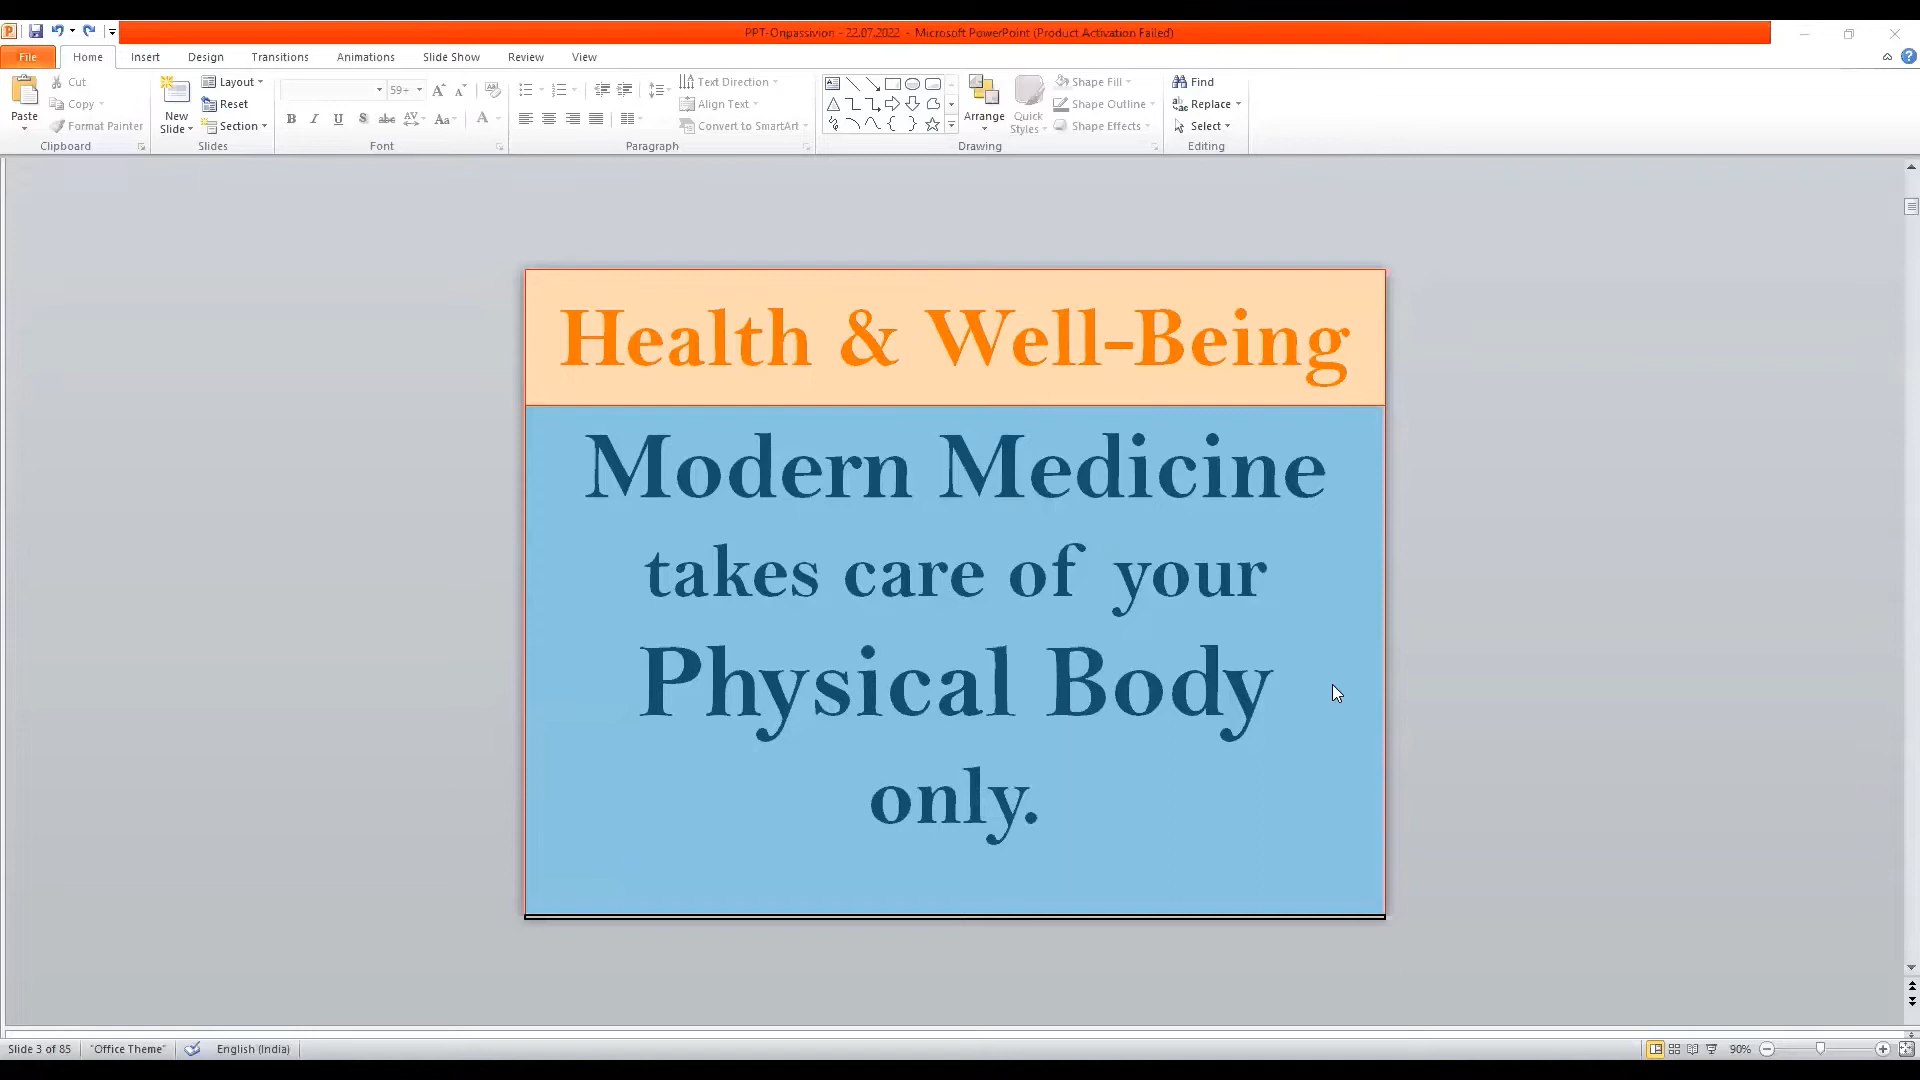 PPT-Onpassivion - 22.07.2022 - Microsoft PowerPoint (Product Activation Failed)
File Home Insert Design Transitions Animations Slide Show Review View
Paste
Cut
Copy
Format Painter
Clipboard
New Slide
Layout
Reset
Section
Slides
59+
Font
Text Direction
Align Text
Convert to SmartArt
Paragraph
Arrange
Quick Styles
Shape Fill
Shape Outline
Shape Effects
Drawing
Find
Replace
Select
Editing
Health & Well-Being
Modern Medicine
takes care of your
Physical Body
only.
Slide 3 of 85 "Office Theme" English (India) 90%